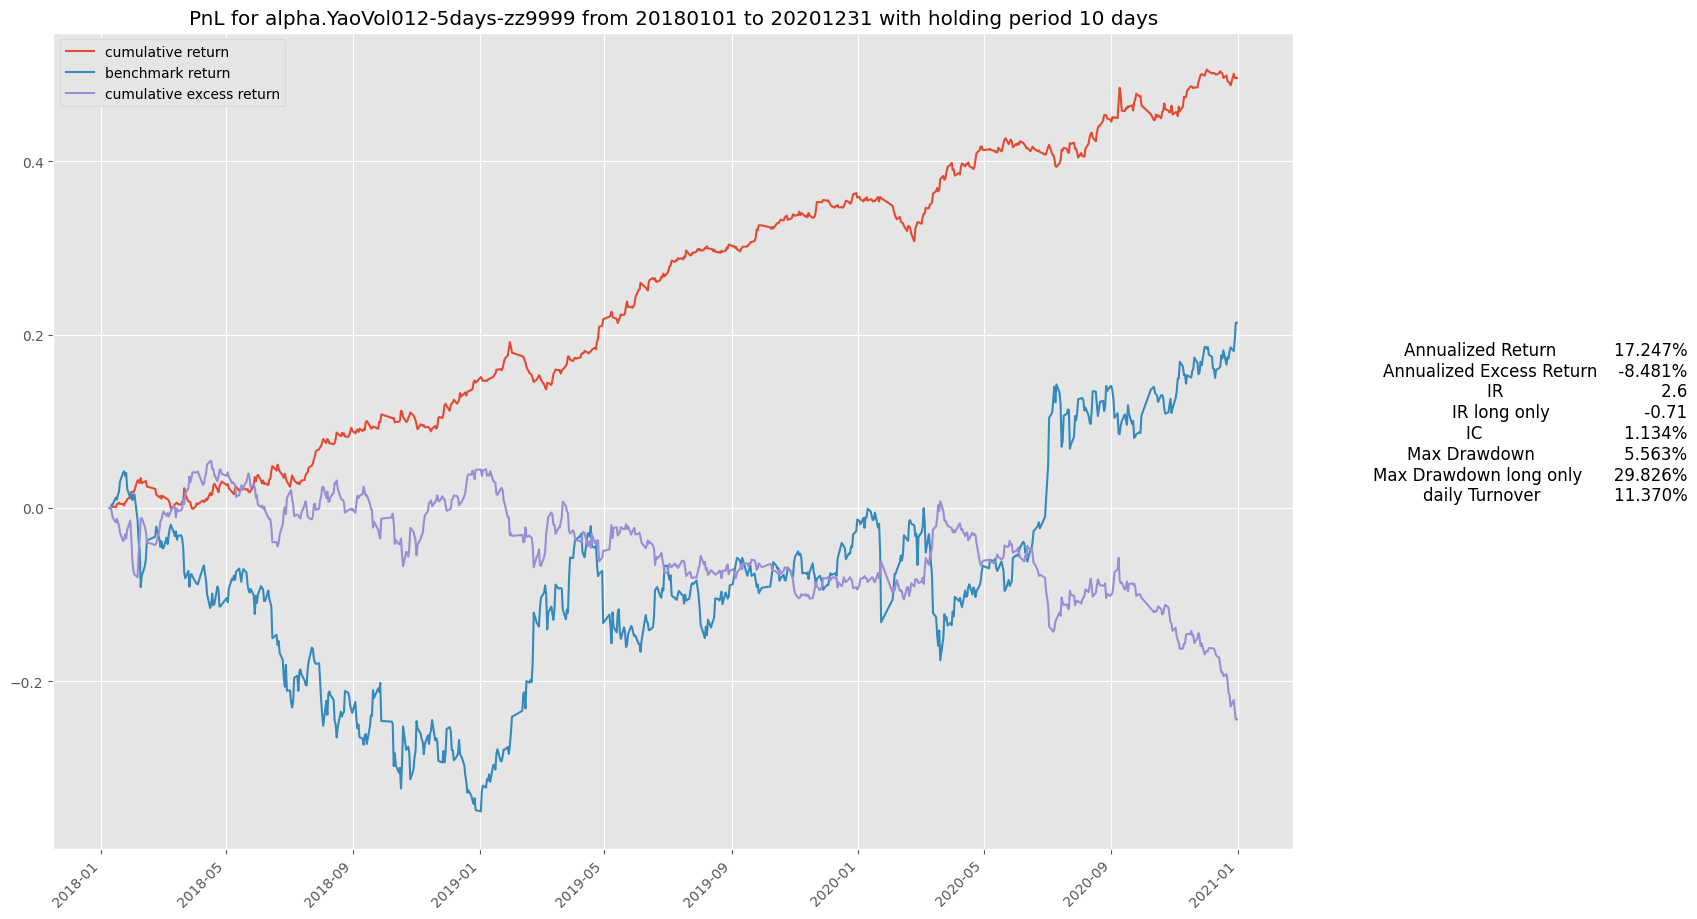 PnL for alpha.YaoVol012-5days-zz9999 from 20180101 to 20201231 with holding period 10 days
cumulative return
benchmark return
cumulative excess return
0.4
0.2
0.0
−0.2
2018-01
2018-05
2018-09
2019-01
2019-05
2019-09
2020-01
2020-05
2020-09
2021-01
Annualized Return 17.247%
Annualized Excess Return -8.481%
IR 2.6
IR long only -0.71
IC 1.134%
Max Drawdown 5.563%
Max Drawdown long only 29.826%
daily Turnover 11.370%